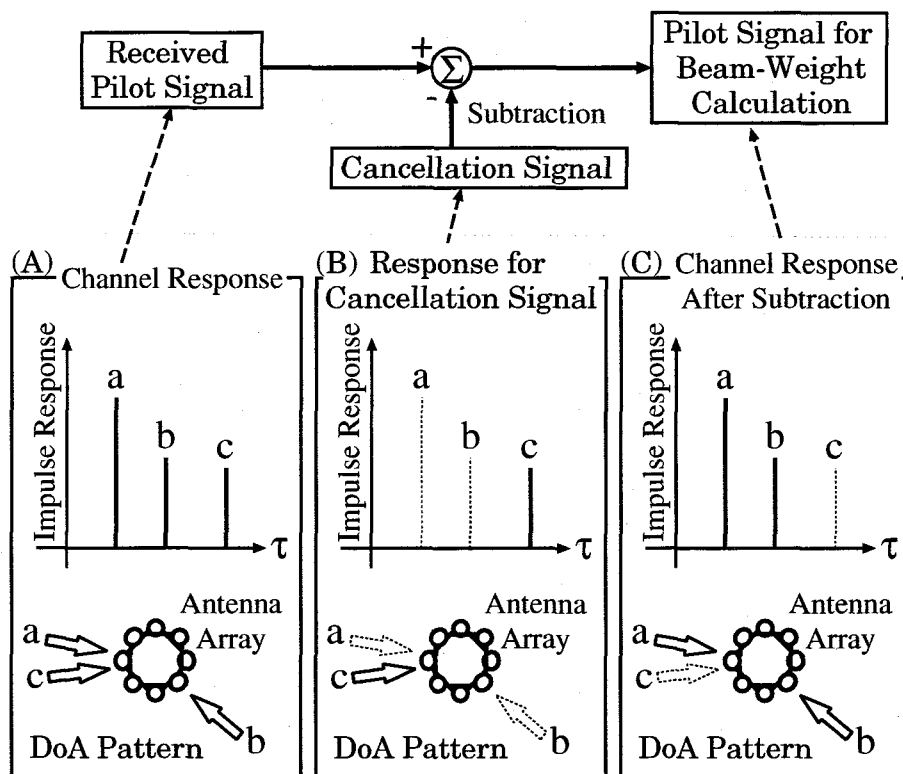 Received
Pilot Signal
+
Σ
-
Subtraction
Cancellation Signal
Pilot Signal for
Beam-Weight
Calculation
(A)
Channel Response
Impulse Response
a
b
c
τ
Antenna
Array
a
c
b
DoA Pattern
(B) Response for
Cancellation Signal
Impulse Response
a
b
c
τ
Antenna
Array
a
c
b
DoA Pattern
(C) Channel Response
After Subtraction
Impulse Response
a
b
c
τ
Antenna
Array
a
c
b
DoA Pattern